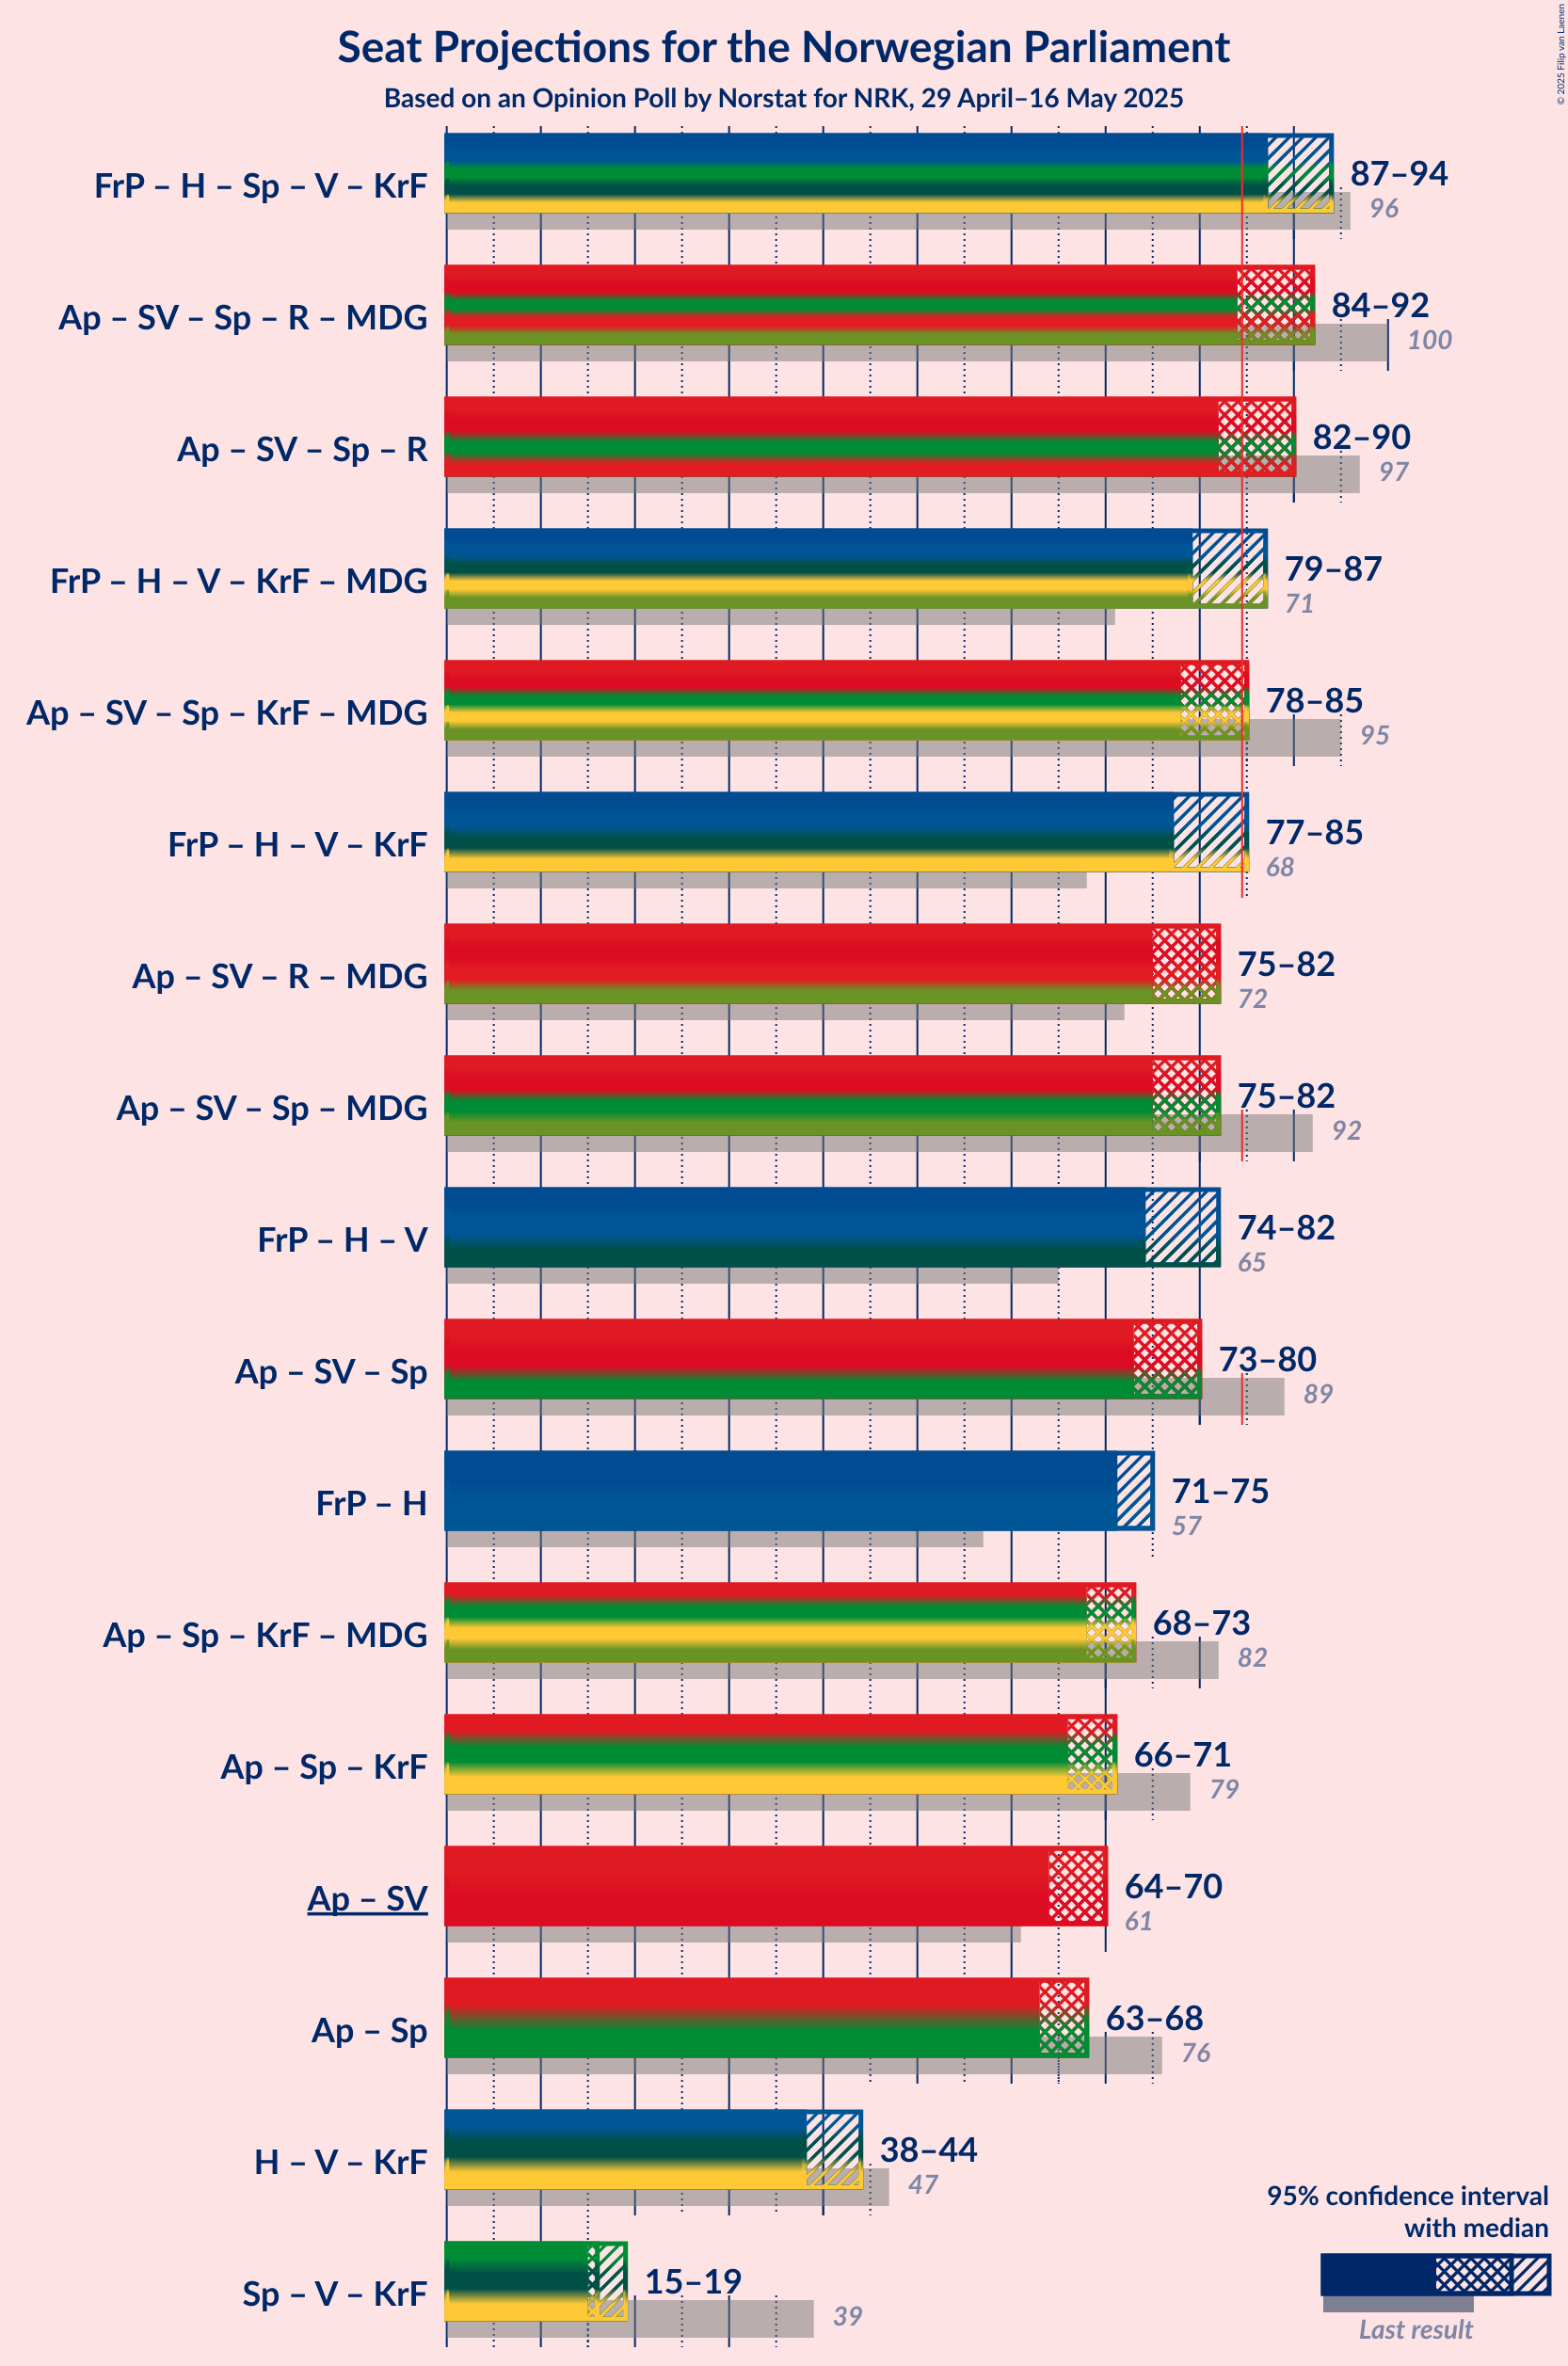 © 2025 Filip van Laenen
Seat Projections for the Norwegian Parliament
Based on an Opinion Poll by Norstat for NRK, 29 April–16 May 2025
FrP – H – Sp – V – KrF
87–94
96
Ap – SV – Sp – R – MDG
84–92
100
Ap – SV – Sp – R
82–90
97
FrP – H – V – KrF – MDG
79–87
71
Ap – SV – Sp – KrF – MDG
78–85
95
FrP – H – V – KrF
77–85
68
Ap – SV – R – MDG
75–82
72
Ap – SV – Sp – MDG
75–82
92
FrP – H – V
74–82
65
Ap – SV – Sp
73–80
89
FrP – H
71–75
57
Ap – Sp – KrF – MDG
68–73
82
Ap – Sp – KrF
66–71
79
Ap – SV
64–70
61
Ap – Sp
63–68
76
H – V – KrF
38–44
47
Sp – V – KrF
15–19
39
95% confidence interval
with median
Last result